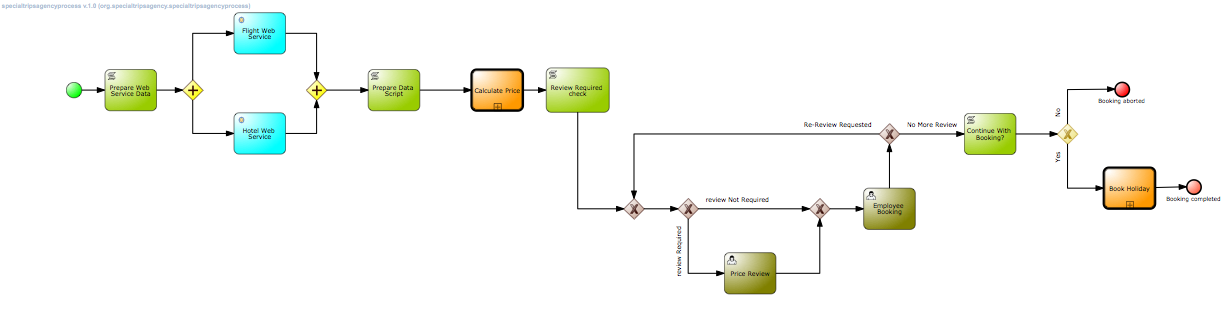 specialtripsagencyprocess v.1.0 (org.specialtripsagency.specialtripsagencyprocess)
Flight Web
Service
Prepare Web
Service Data
Hotel Web
Service
Prepare Data
Script
Calculate Price
Review Required
check
Re-Review Requested
No More Review
Continue With
Booking?
No
Booking aborted
Yes
Book Holiday
Booking completed
review Not Required
Employee
Booking
review Required
Price Review